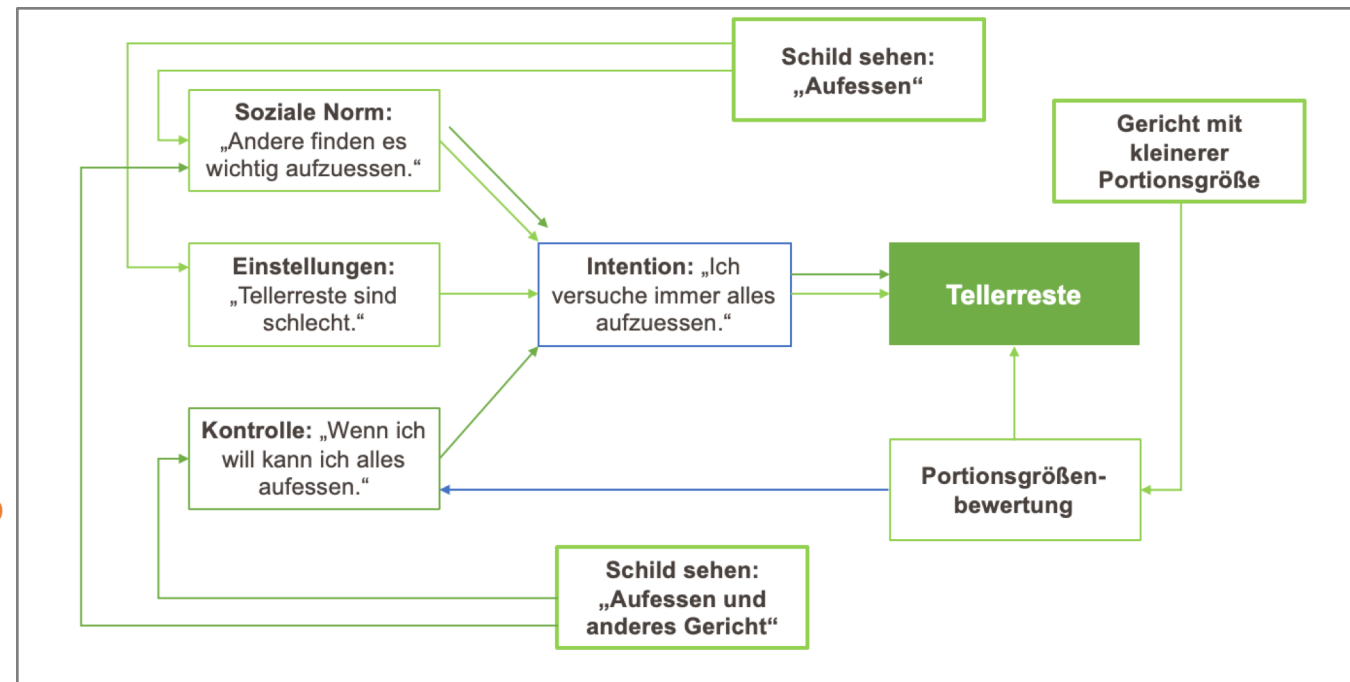 Schild sehen:
„Aufessen“
Soziale Norm:
„Andere finden es
wichtig aufzuessen.“
Gericht mit
kleinerer
Portionsgröße
Einstellungen:
„Tellerreste sind
schlecht.“
Intention: „Ich
versuche immer alles
aufzuessen.“
Tellerreste
Kontrolle: „Wenn ich
will kann ich alles
aufessen.“
Portionsgrößen-
bewertung
Schild sehen:
„Aufessen und
anderes Gericht“